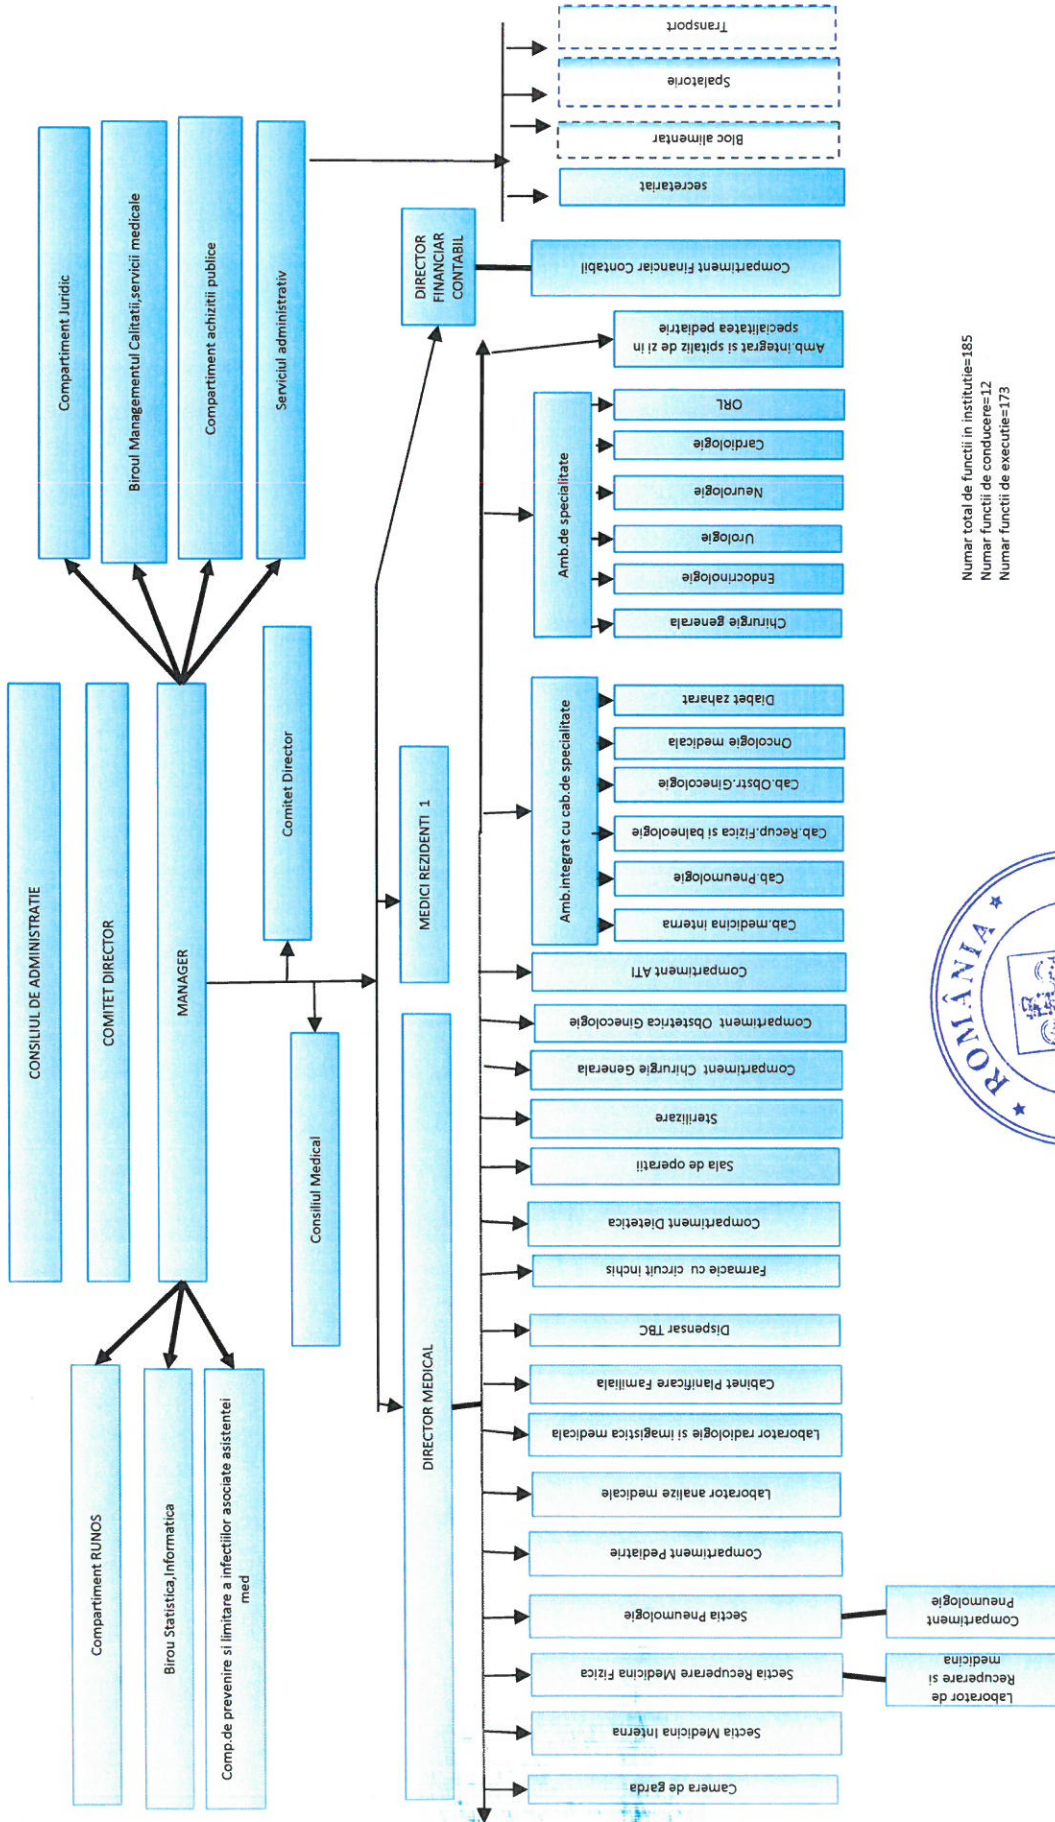 CONSILIUL DE ADMINISTRATIE
COMITET DIRECTOR
MANAGER
Compartiment RUNOS
Birou Statistica,Informatica
Comp.de prevenire si limitare a infectiilor asociate asistentei
med
Compartiment Juridic
Biroul Managementul Calitatii,servicii medicale
Compartiment achizitii publice
Serviciul administrativ
Consiliul Medical
Comitet Director
DIRECTOR MEDICAL
MEDICI REZIDENTI 1
DIRECTOR
FINANCIAR
CONTABIL
Camera de garda
Sectia Medicina Interna
Sectia Recuperare Medicina Fizica
Laborator de
Recuperare si
medicina
Sectia Pneumologie
Compartiment
Pneumologie
Compartiment Pediatrie
Laborator analize medicale
Laborator radiologie si imagistica medicala
Cabinet Planificare Familiala
Dispensar TBC
Farmacie cu circuit inchis
Compartiment Dietetica
Sala de operatii
Sterilizare
Compartiment Chirurgie Generala
Compartiment Obstetrica Ginecologie
Compartiment ATI
Amb.integrat cu cab.de specialitate
Cab.medicina interna
Cab.Pneumologie
Cab.Recup.Fizica si balneologie
Cab.Obstr.Ginecologie
Oncologie medicala
Diabet zaharat
Amb.de specialitate
Chirurgie generala
Endocrinologie
Urologie
Neurologie
Cardiologie
ORL
Amb.integrat si spitaliz de zi in
specialitatea pediatrie
Compartiment Financiar Contabil
secretariat
Bloc alimentar
Spalatorie
Transport
Numar total de functii in institutie=185
Numar functii de conducere=12
Numar functii de executie=173
★ ROMÂNIA ★